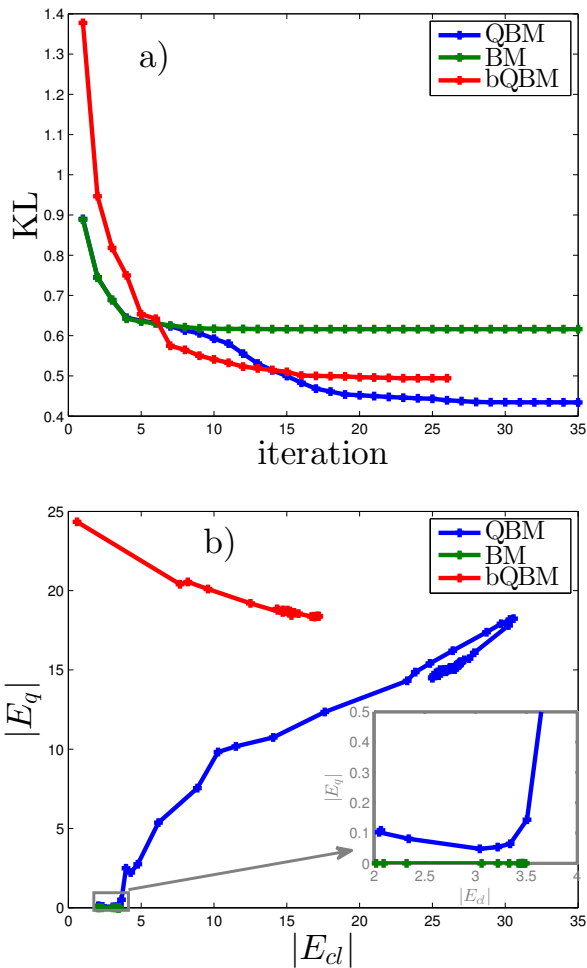 a)
QBM
BM
bQBM
KL
1.4
1.3
1.2
1.1
1
0.9
0.8
0.7
0.6
0.5
0.4
0 5 10 15 20 25 30 35
iteration
b)
QBM
BM
bQBM
|E_q|
25
20
15
10
5
0
0.5
0.4
0.3
0.2
0.1
0
|E_q|
2 2.5 3 3.5 4
|E_cl|
0 5 10 15 20 25 30 35
|E_cl|